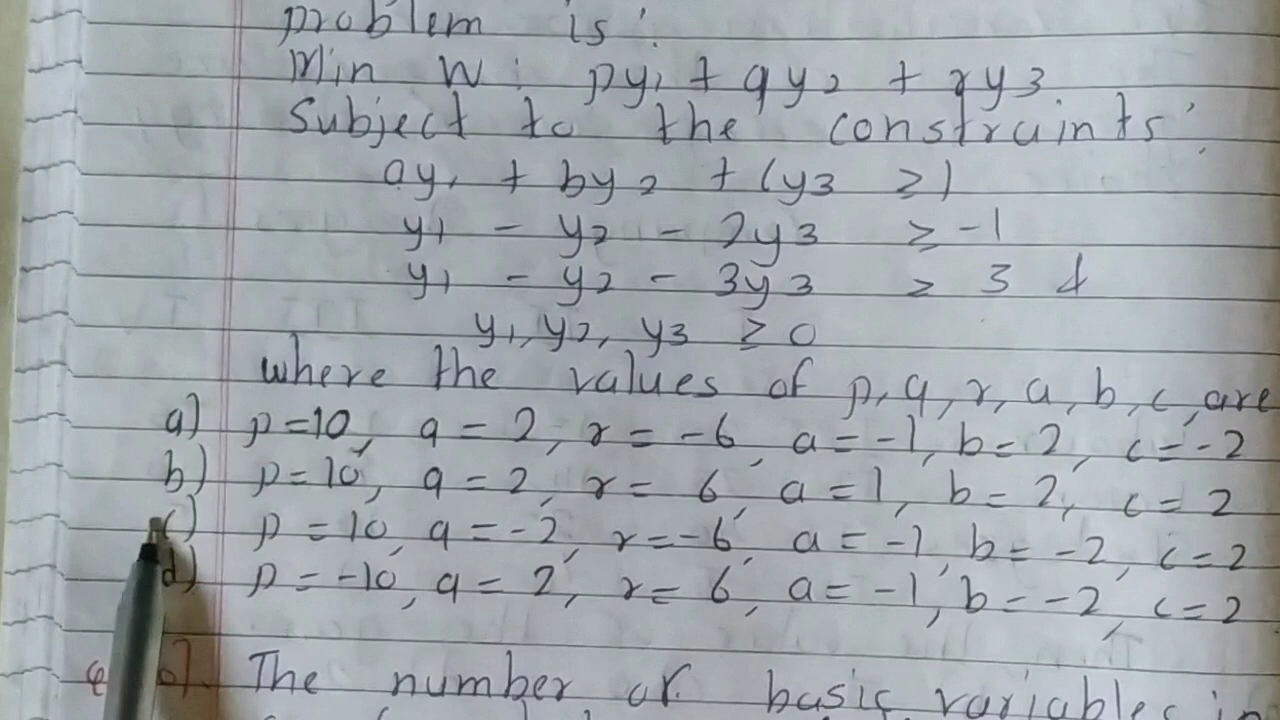 problem is:
Min W: py1 + qy2 + ry3
Subject to the constraints:
ay1 + by2 + cy3 ≥ 1
y1 - y2 - 2y3 ≥ -1
y1 - y2 - 3y3 ≥ 3 &
y1, y2, y3 ≥ 0
where the values of p, q, r, a, b, c, are
a) p=10, q = 2, r = -6, a = -1, b = 2, c = -2
b) p = 10, q = 2, r = 6, a = 1, b = 2, c = 2
c) p = 10, q = -2, r = -6, a = -1, b = -2, c = 2
d) p = -10, q = 2, r = 6, a = -1, b = -2, c = 2
The number of basic variables in